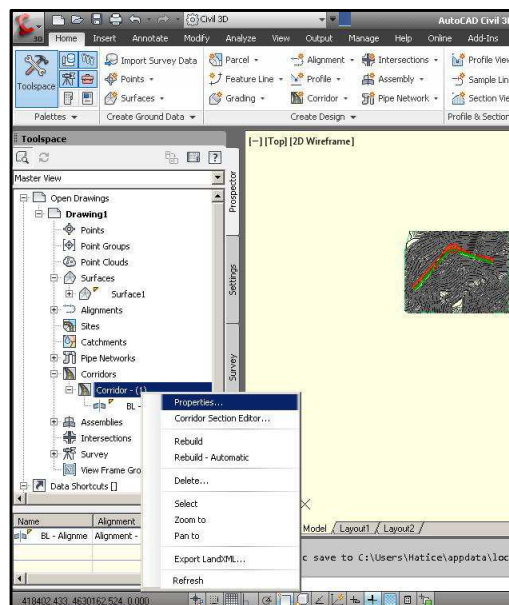 Civil 3D
AutoCAD Civil 3
3D
Home Insert Annotate Modify Analyze View Output Manage Help Online Add-Ins
Toolspace
Import Survey Data
Points
Surfaces
Parcel
Feature Line
Grading
Alignment
Profile
Corridor
Intersections
Assembly
Pipe Network
Profile View
Sample Lin
Section Vie
Palettes Create Ground Data Create Design Profile & Section
Toolspace
[−] [Top] [2D Wireframe]
Master View
Prospector
Settings
Survey
Open Drawings
Drawing1
Points
Point Groups
Point Clouds
Surfaces
Surface1
Alignments
Sites
Catchments
Pipe Networks
Corridors
Corridor - (1)
BL -
Assemblies
Intersections
Survey
View Frame Gro
Data Shortcuts []
Properties...
Corridor Section Editor...
Rebuild
Rebuild - Automatic
Delete...
Select
Zoom to
Pan to
Export LandXML...
Refresh
Name Alignment
BL - Alignme Alignment -
Model Layout1 Layout2
c save to C:\Users\Hatice\appdata\loc
418402.433, 4630162.524, 0.000